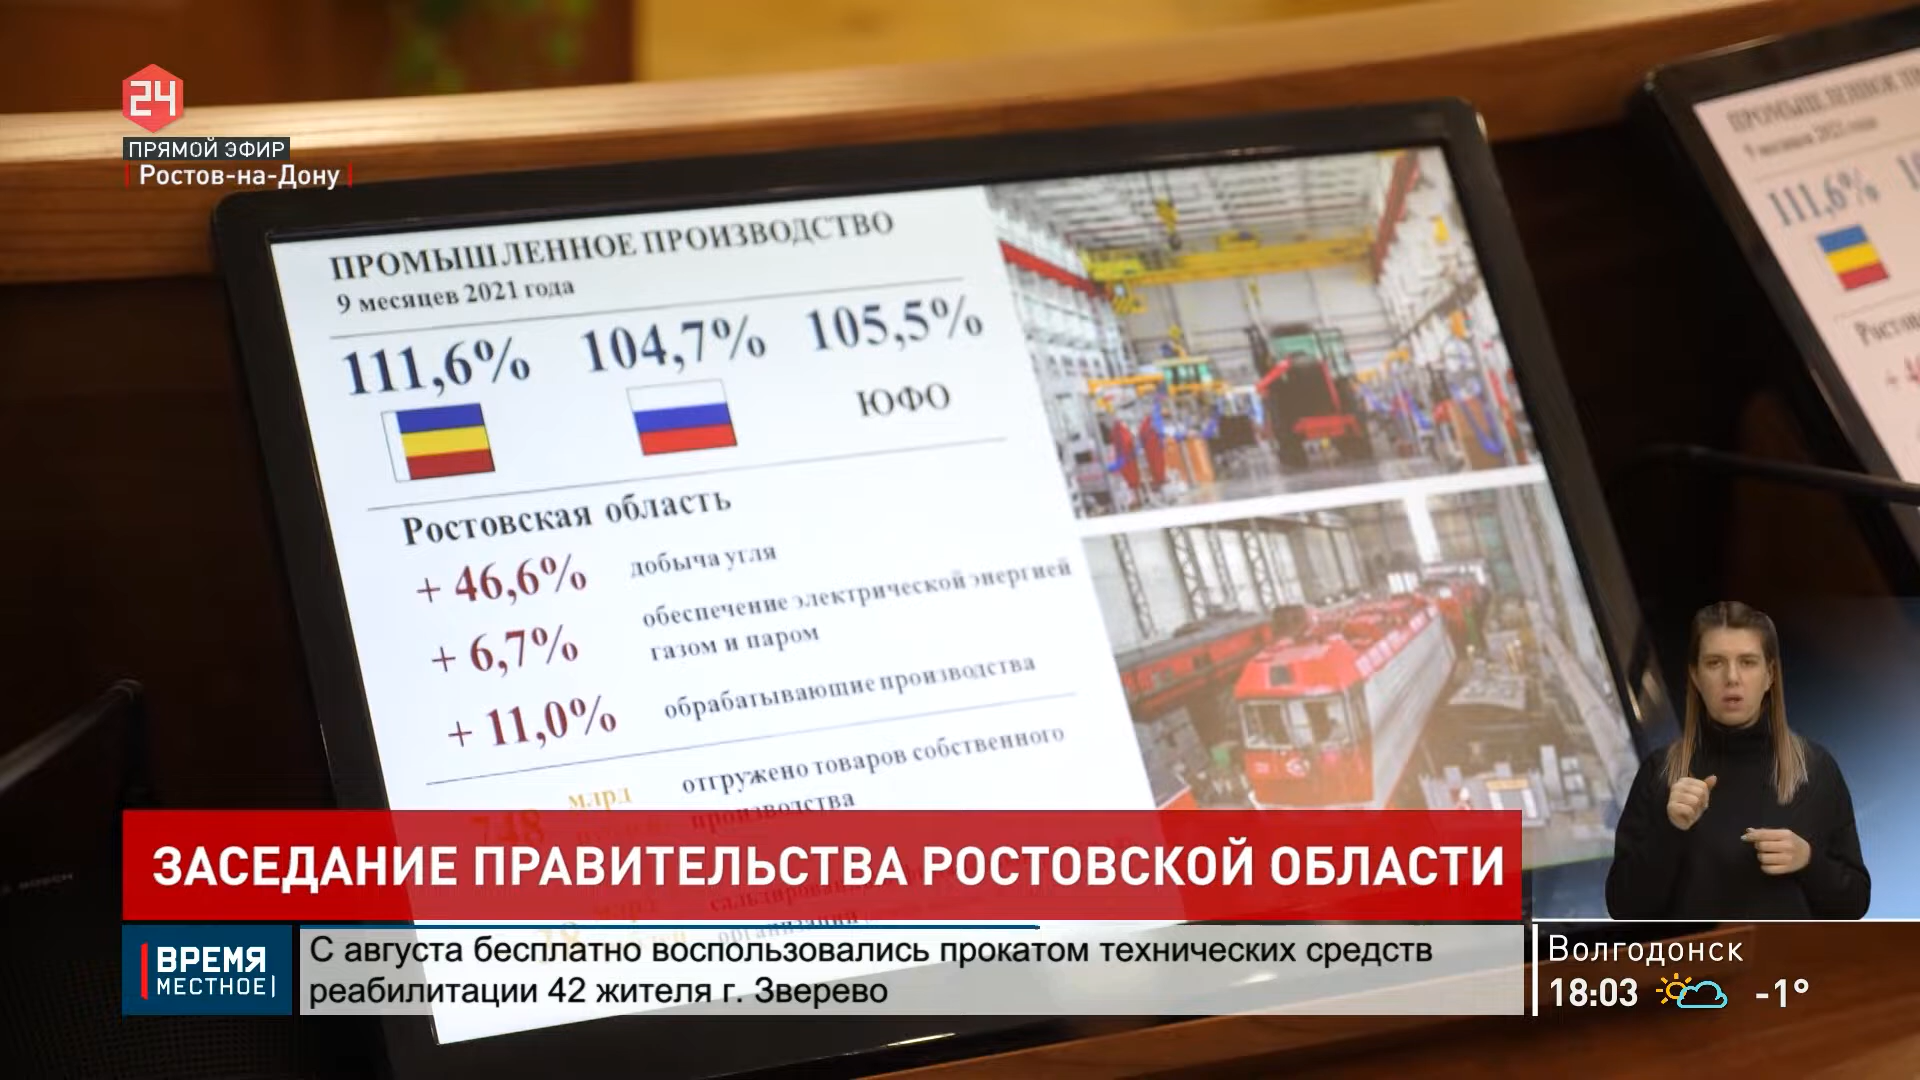 24
ПРЯМОЙ ЭФИР
Ростов-на-Дону
ПРОМЫШЛЕННОЕ ПРОИЗВОДСТВО
9 месяцев 2021 года
111,6% 104,7% 105,5%
ЮФО
Ростовская область
+ 46,6% добыча угля
+ 6,7% обеспечение электрической энергией
газом и паром
+ 11,0% обрабатывающие производства
748 млрд отгружено товаров собственного
производства
111,6%
ЗАСЕДАНИЕ ПРАВИТЕЛЬСТВА РОСТОВСКОЙ ОБЛАСТИ
ВРЕМЯ
МЕСТНОЕ
С августа бесплатно воспользовались прокатом технических средств
реабилитации 42 жителя г. Зверево
Волгодонск
18:03 -1°